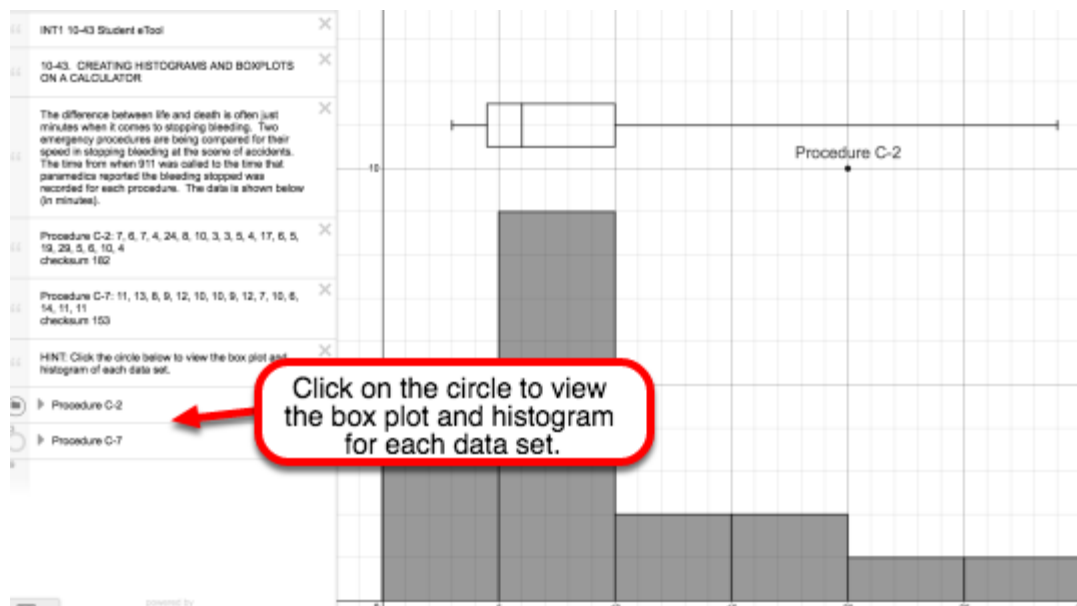 INT1 10-43 Student eTool
10-43. CREATING HISTOGRAMS AND BOXPLOTS
ON A CALCULATOR
The difference between life and death is often just
minutes when it comes to stopping bleeding. Two
emergency procedures are being compared for their
speed in stopping bleeding at the scene of accidents.
The time from when 911 was called to the time that
paramedics reported the bleeding stopped was
recorded for each procedure. The data is shown below
(in minutes).
Procedure C-2: 7, 6, 7, 4, 24, 8, 10, 3, 3, 5, 4, 17, 6, 5,
19, 29, 5, 6, 10, 4
checksum 182
Procedure C-7: 11, 13, 8, 9, 12, 10, 10, 9, 12, 7, 10, 6,
14, 11, 11
checksum 153
HINT: Click the circle below to view the box plot and
histogram of each data set.
Procedure C-2
Procedure C-7
powered by
Click on the circle to view
the box plot and histogram
for each data set.
Procedure C-2
10